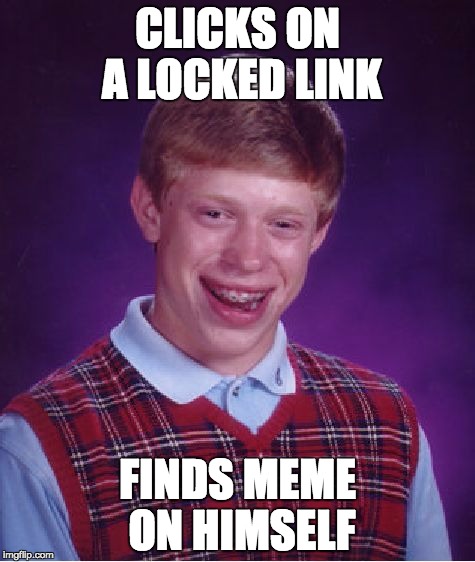 CLICKS ON
A LOCKED LINK
FINDS MEME
ON HIMSELF
imgflip.com